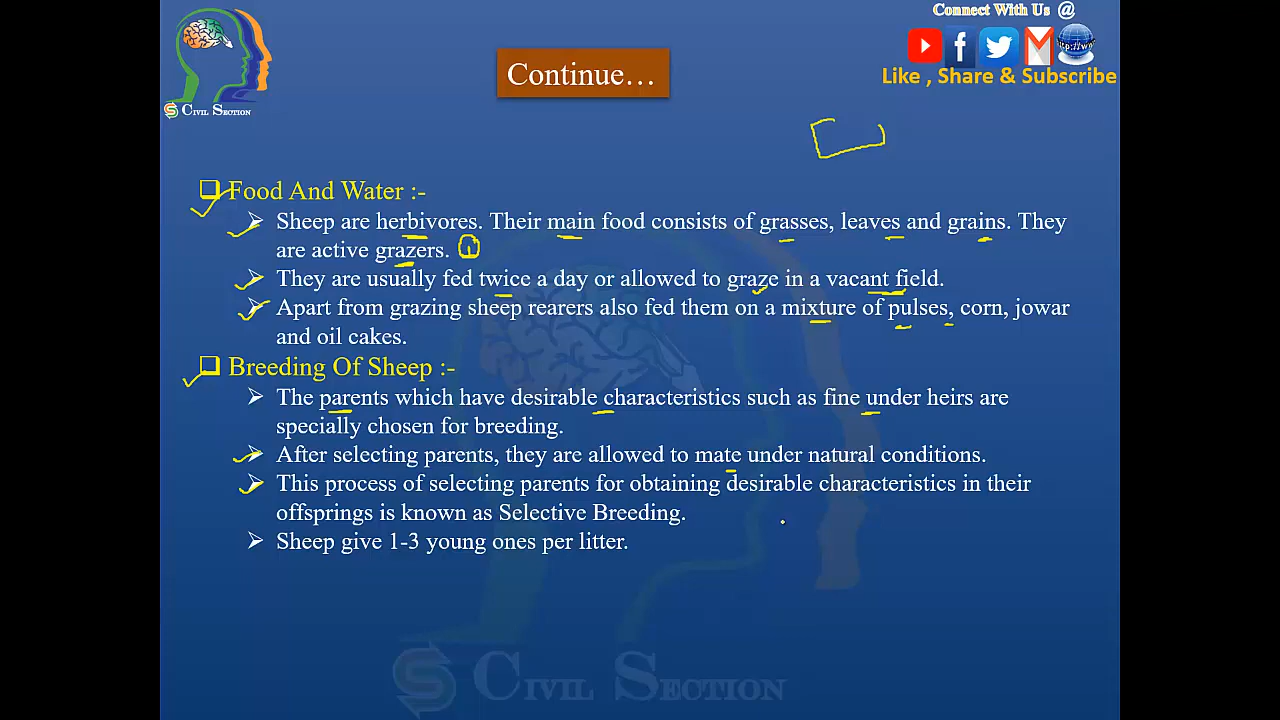 Connect With Us @
http://www
Like , Share & Subscribe
CIVIL SECTION
Continue…
Food And Water :-
Sheep are herbivores. Their main food consists of grasses, leaves and grains. They
are active grazers.
They are usually fed twice a day or allowed to graze in a vacant field.
Apart from grazing sheep rearers also fed them on a mixture of pulses, corn, jowar
and oil cakes.
Breeding Of Sheep :-
The parents which have desirable characteristics such as fine under heirs are
specially chosen for breeding.
After selecting parents, they are allowed to mate under natural conditions.
This process of selecting parents for obtaining desirable characteristics in their
offsprings is known as Selective Breeding.
Sheep give 1-3 young ones per litter.
CIVIL SECTION